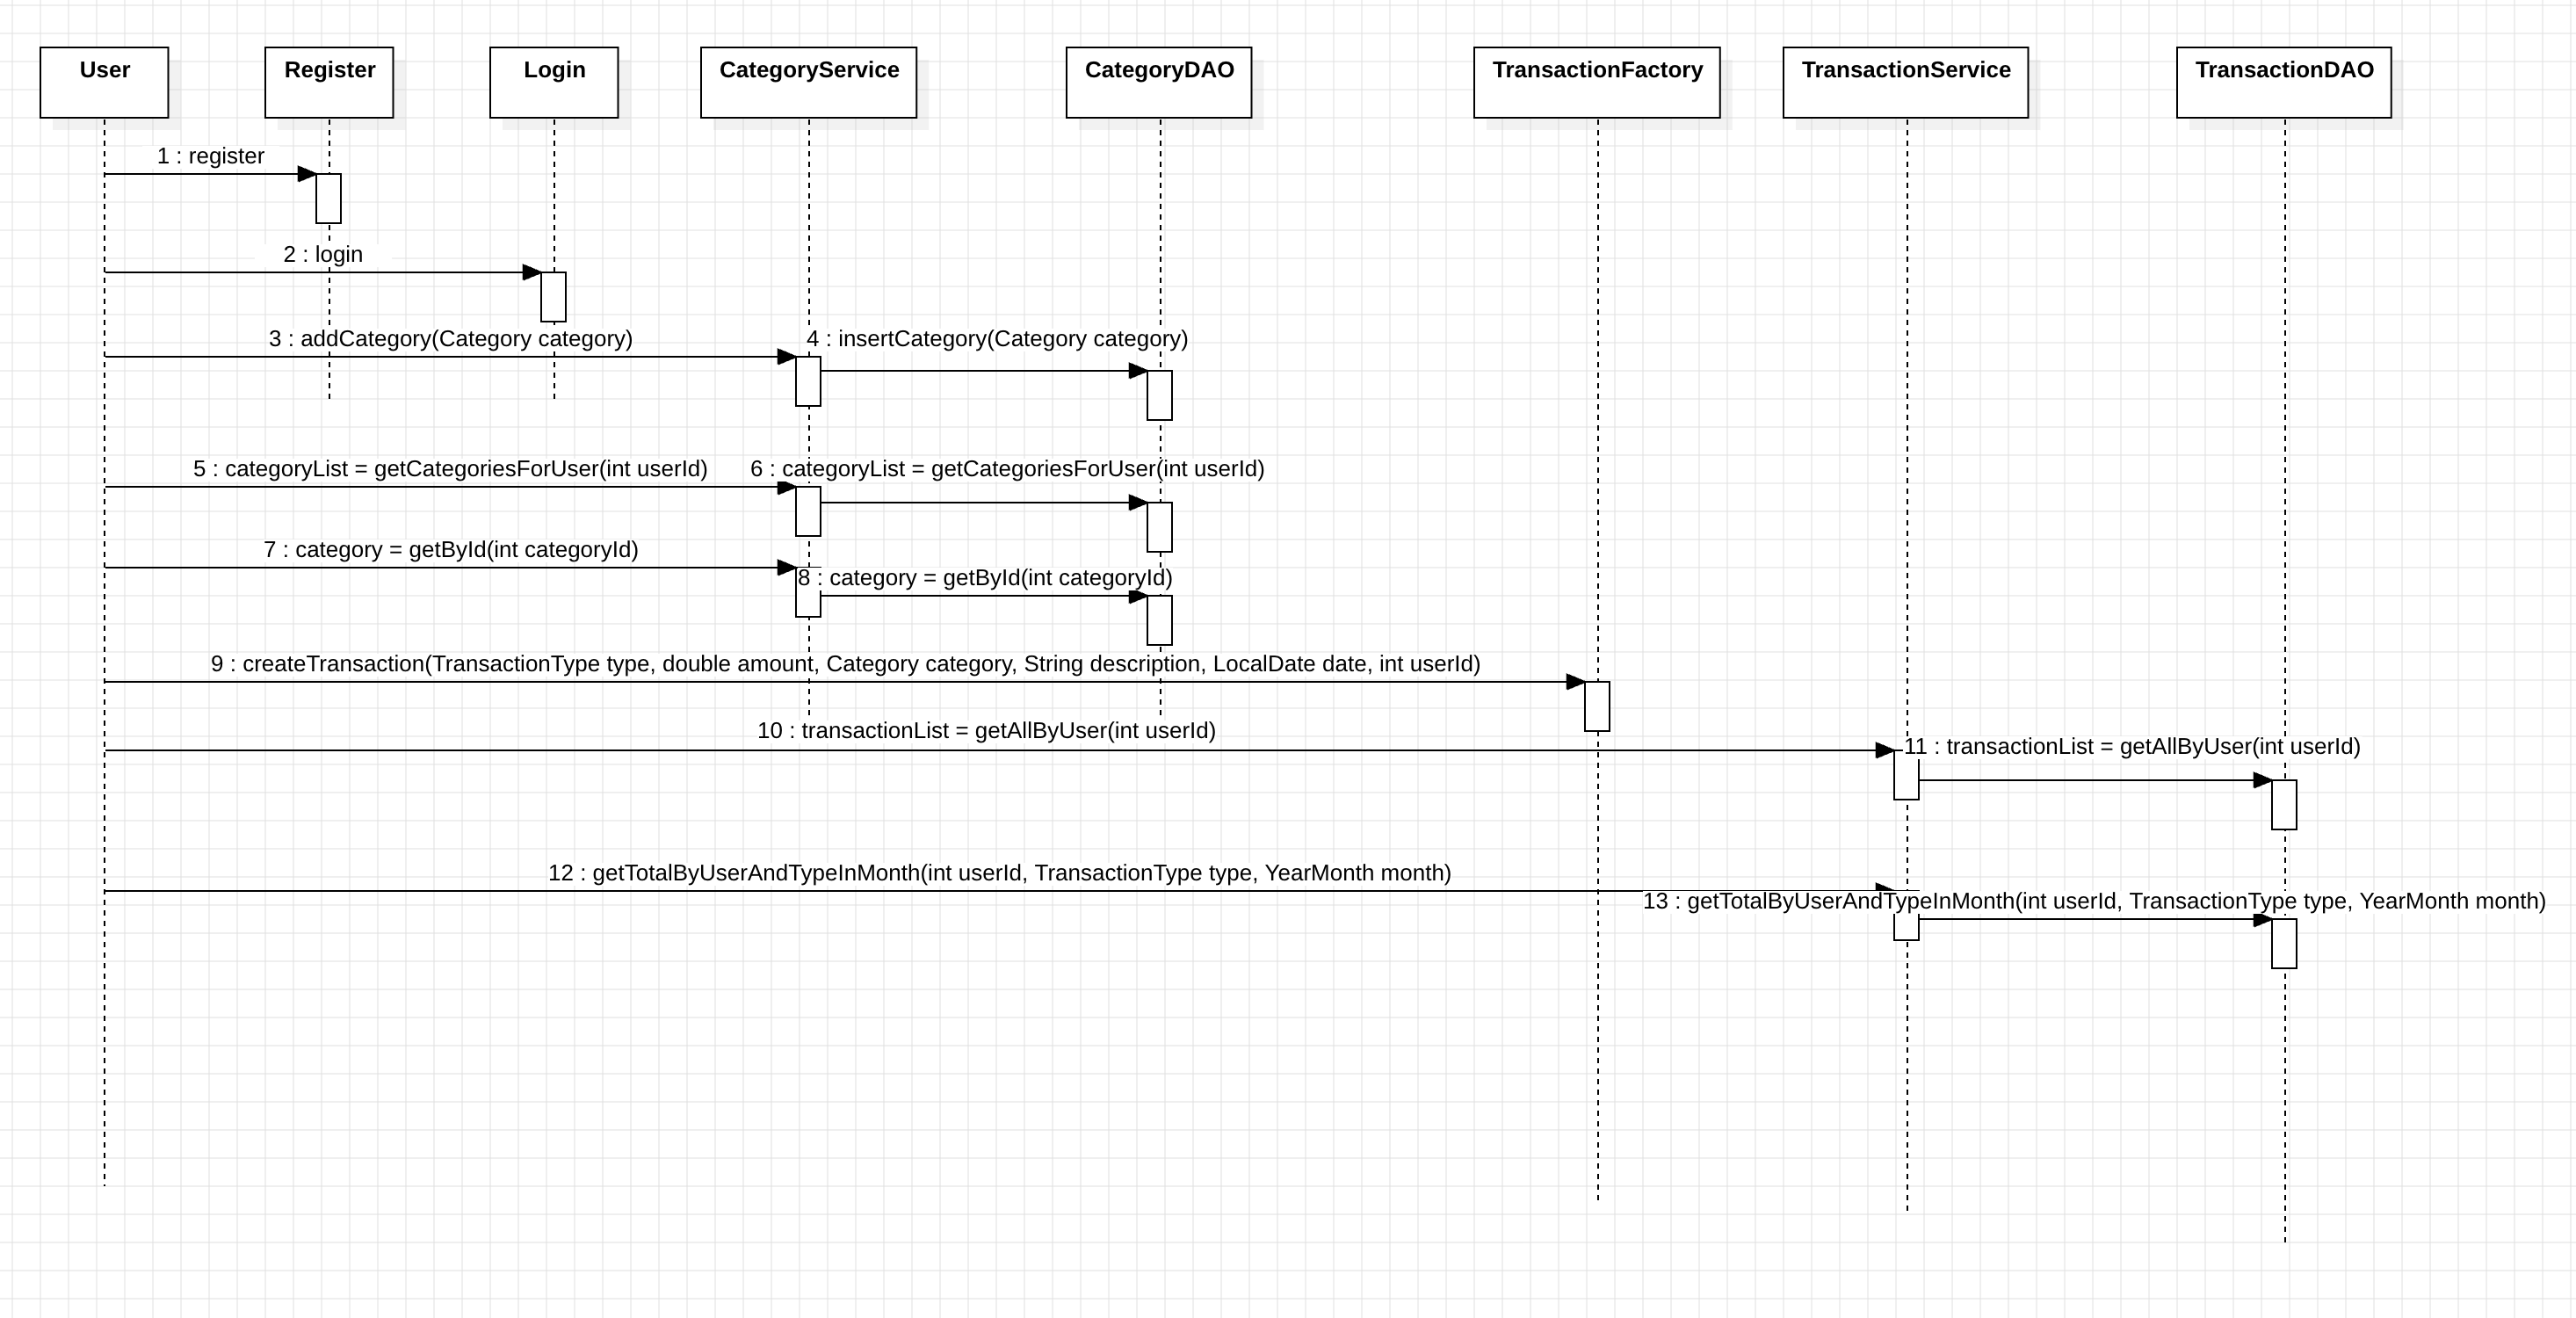 User
Register
Login
CategoryService
CategoryDAO
TransactionFactory
TransactionService
TransactionDAO
1 : register
2 : login
3 : addCategory(Category category)
4 : insertCategory(Category category)
5 : categoryList = getCategoriesForUser(int userId)
6 : categoryList = getCategoriesForUser(int userId)
7 : category = getById(int categoryId)
8 : category = getById(int categoryId)
9 : createTransaction(TransactionType type, double amount, Category category, String description, LocalDate date, int userId)
10 : transactionList = getAllByUser(int userId)
11 : transactionList = getAllByUser(int userId)
12 : getTotalByUserAndTypeInMonth(int userId, TransactionType type, YearMonth month)
13 : getTotalByUserAndTypeInMonth(int userId, TransactionType type, YearMonth month)